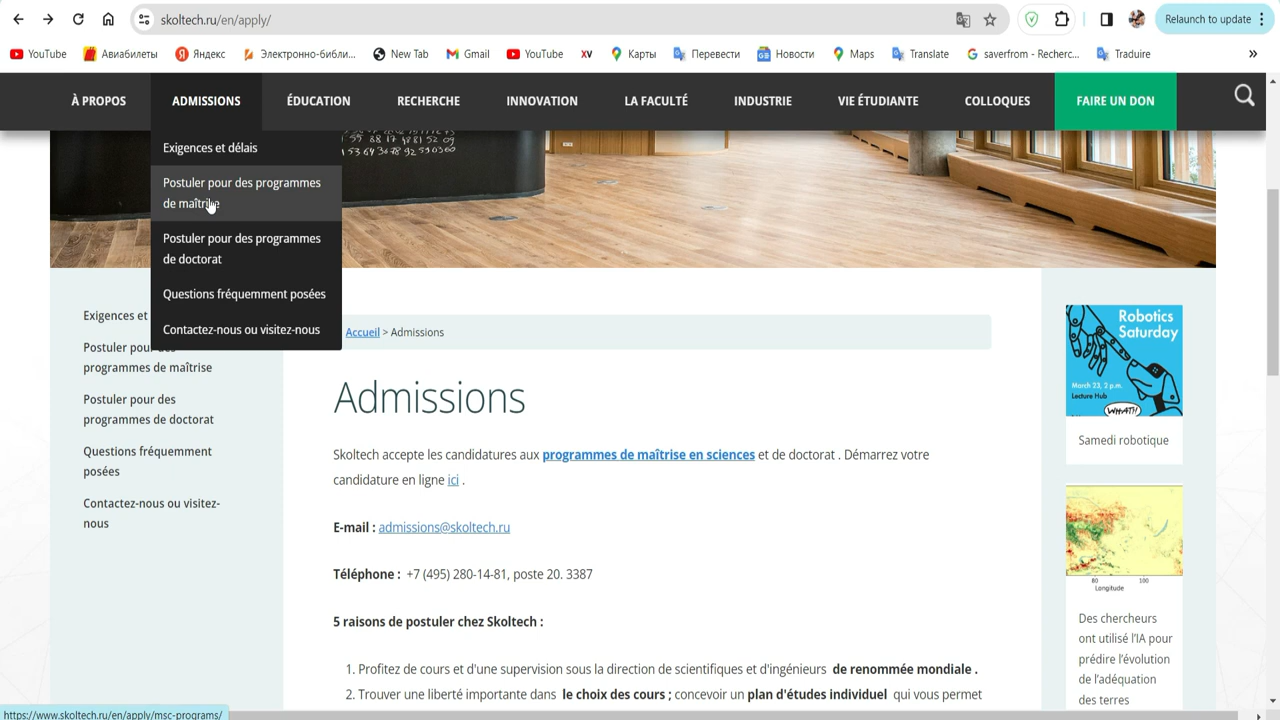 skoltech.ru/en/apply/
Relaunch to update
YouTube
Авиабилеты
Яндекс
Электронно-библи...
New Tab
Gmail
YouTube
XV
Карты
Перевести
Новости
Maps
Translate
saverfrom - Recherc...
Traduire
»
À PROPOS
ADMISSIONS
ÉDUCATION
RECHERCHE
INNOVATION
LA FACULTÉ
INDUSTRIE
VIE ÉTUDIANTE
COLLOQUES
FAIRE UN DON
Exigences et délais
Postuler pour des programmes
de maîtrise
Postuler pour des programmes
de doctorat
Questions fréquemment posées
Contactez-nous ou visitez-nous
Exigences et
Postuler pour des
programmes de maîtrise
Postuler pour des
programmes de doctorat
Questions fréquemment
posées
Contactez-nous ou visitez-
nous
Accueil > Admissions
Admissions
Skoltech accepte les candidatures aux programmes de maîtrise en sciences et de doctorat . Démarrez votre
candidature en ligne ici .
E-mail : admissions@skoltech.ru
Téléphone : +7 (495) 280-14-81, poste 20. 3387
5 raisons de postuler chez Skoltech :
1. Profitez de cours et d'une supervision sous la direction de scientifiques et d'ingénieurs de renommée mondiale .
2. Trouver une liberté importante dans le choix des cours ; concevoir un plan d'études individuel qui vous permet
Robotics
Saturday
March 23, 2 p.m.
Lecture Hub
WHATH
Samedi robotique
80 100
Longitude
Des chercheurs
ont utilisé l'IA pour
prédire l'évolution
de l'adéquation
des terres
https://www.skoltech.ru/en/apply/msc-programs/